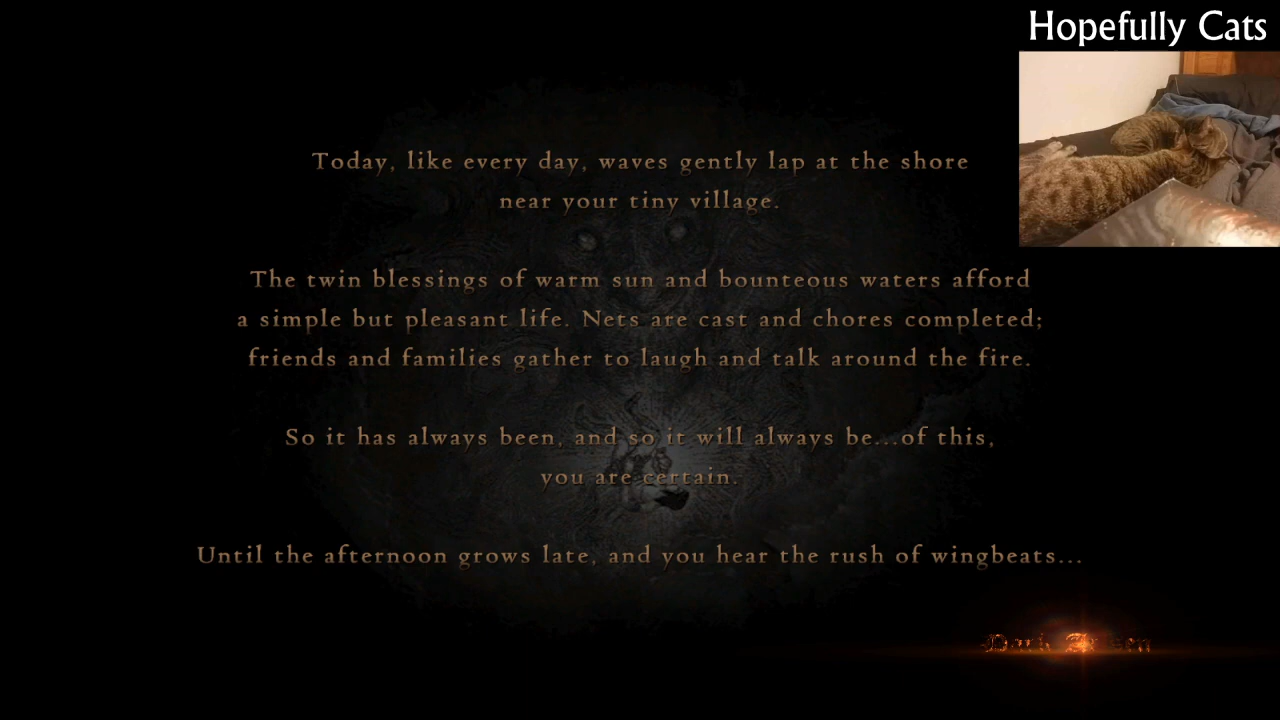 Hopefully Cats
Today, like every day, waves gently lap at the shore
near your tiny village.
The twin blessings of warm sun and bounteous waters afford
a simple but pleasant life. Nets are cast and chores completed;
friends and families gather to laugh and talk around the fire.
So it has always been, and so it will always be...of this,
you are certain.
Until the afternoon grows late, and you hear the rush of wingbeats...
Dark